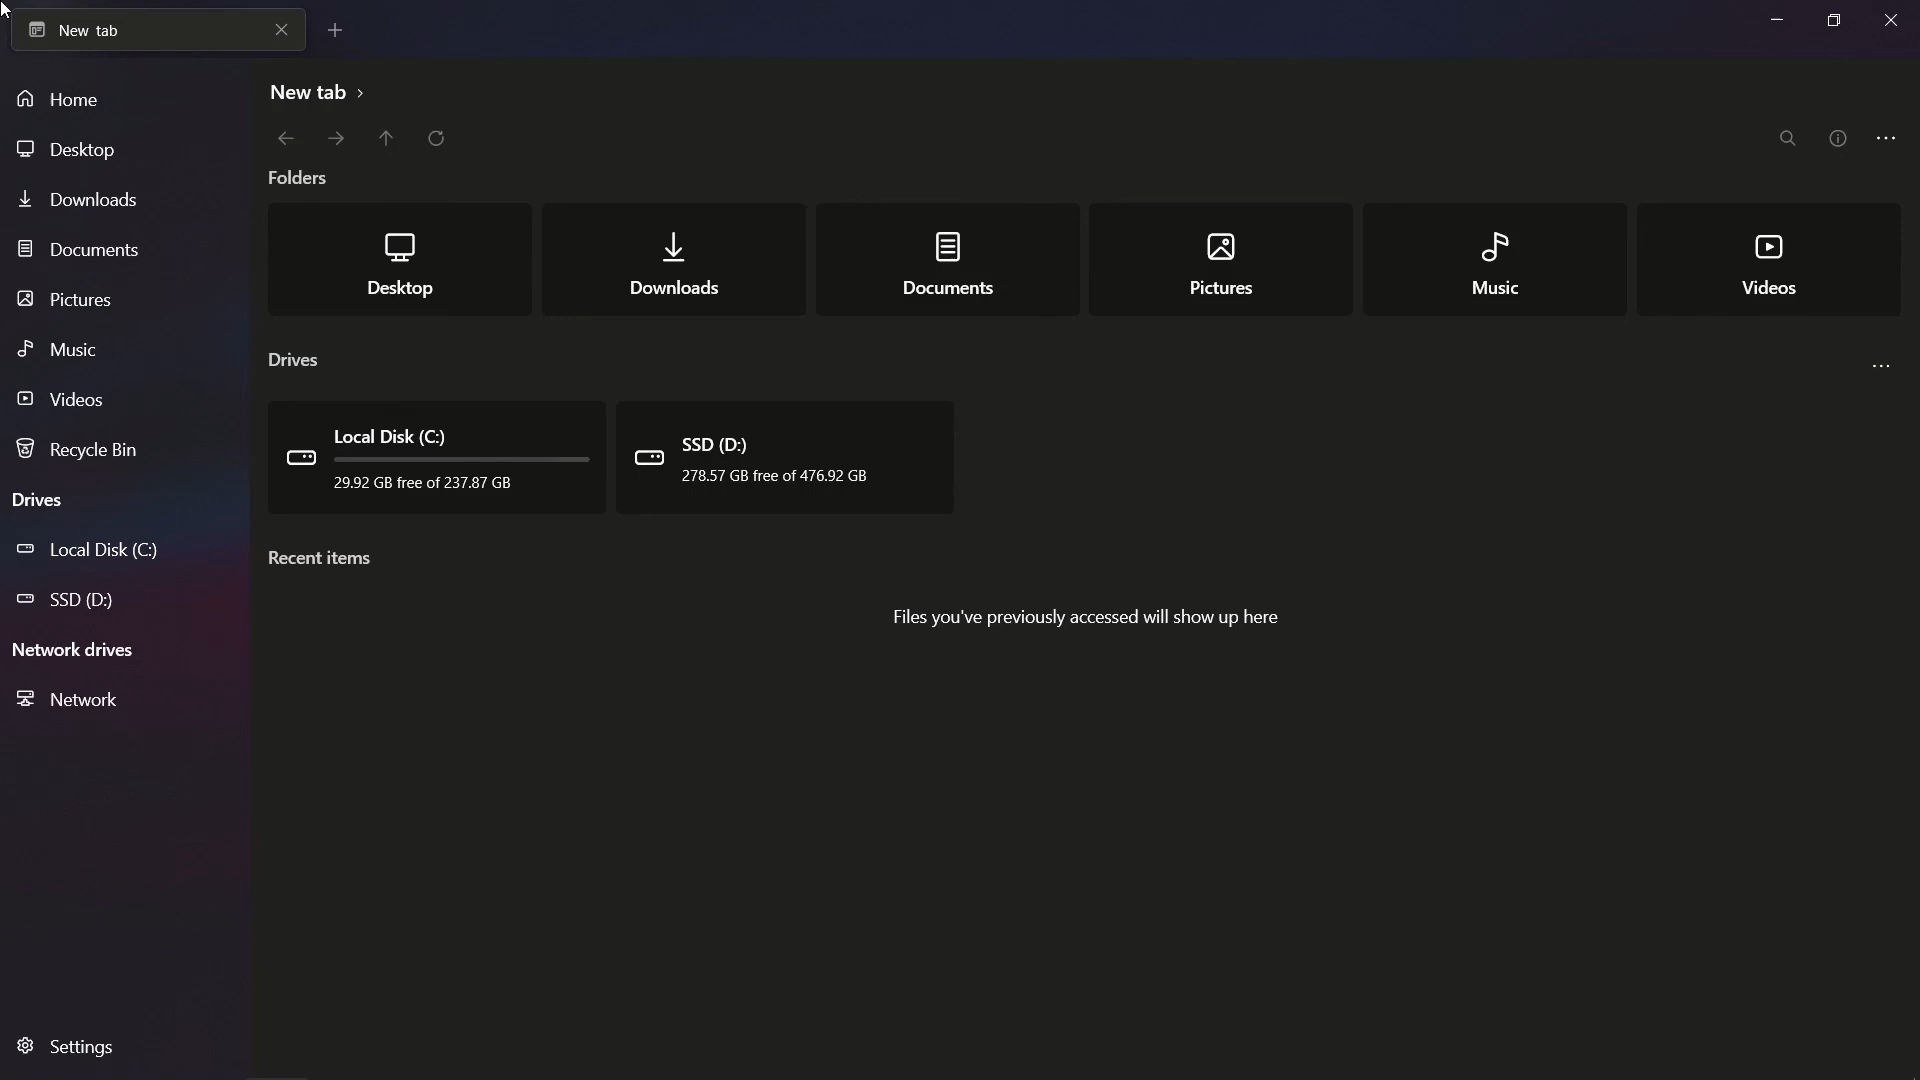 New tab
Home
Desktop
Downloads
Documents
Pictures
Music
Videos
Recycle Bin
Drives
Local Disk (C:)
SSD (D:)
Network drives
Network
Settings
New tab
Folders
Desktop
Downloads
Documents
Pictures
Music
Videos
Drives
Local Disk (C:)
29.92 GB free of 237.87 GB
SSD (D:)
278.57 GB free of 476.92 GB
Recent items
Files you've previously accessed will show up here